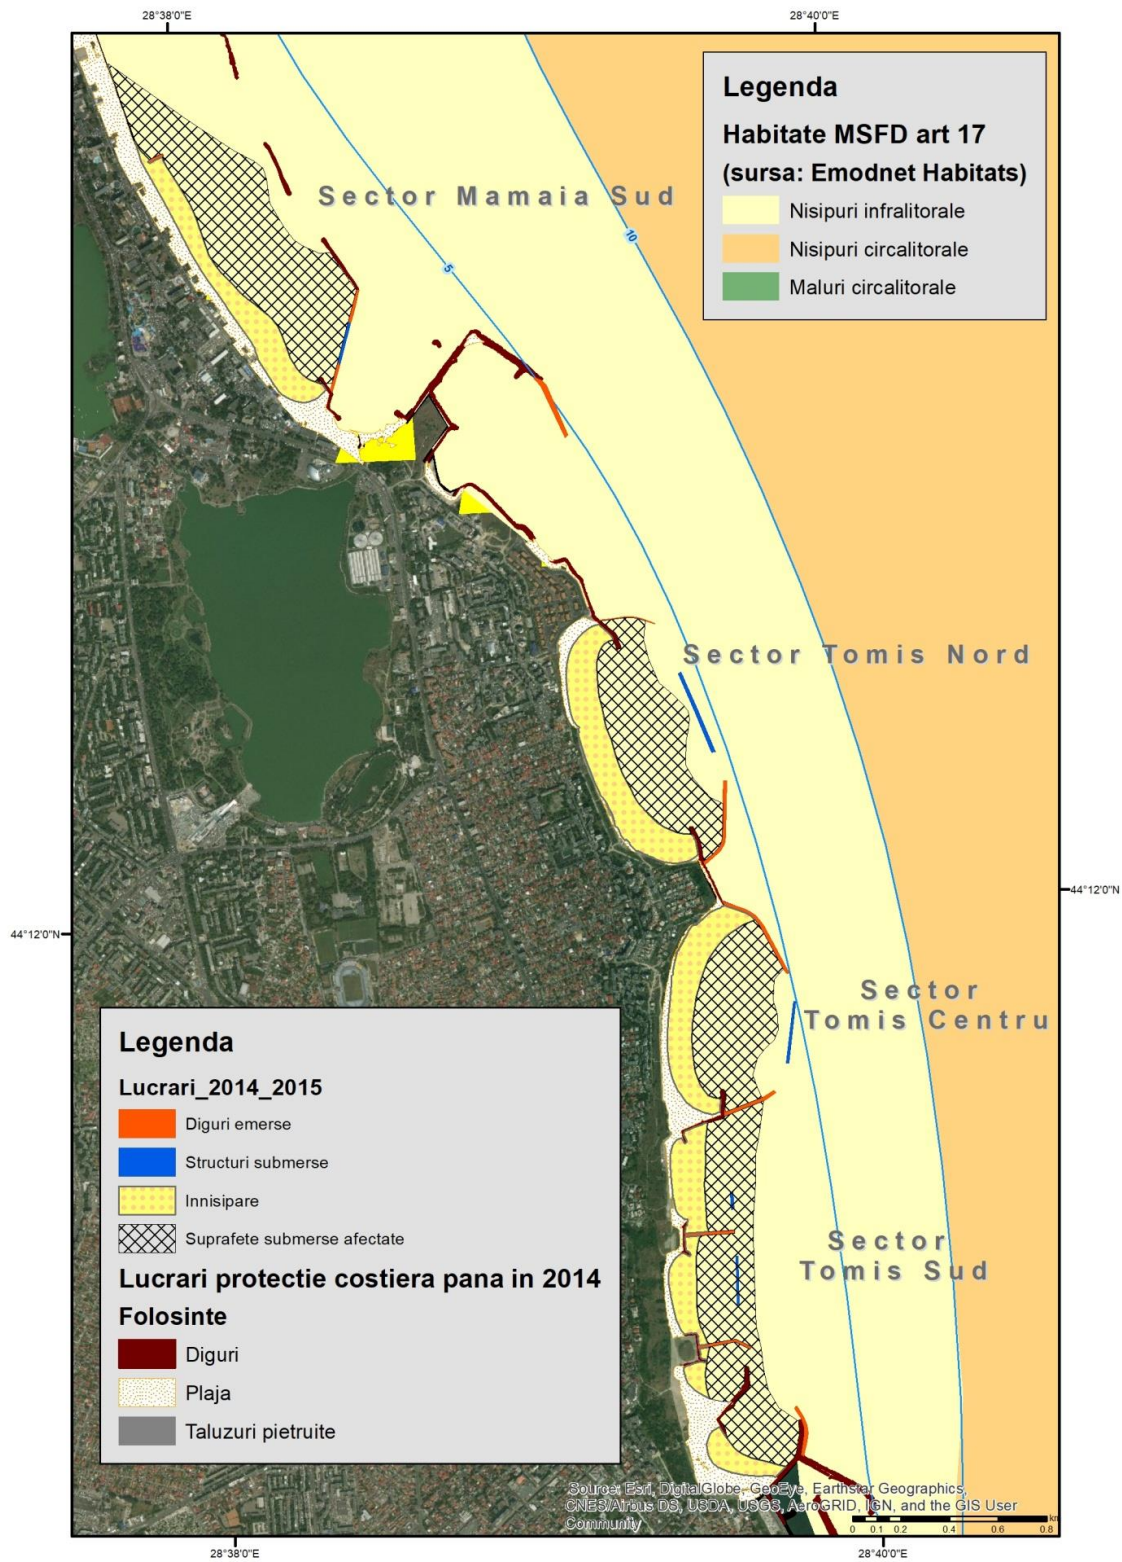 28°38'0"E
28°40'0"E
Legenda
Habitate MSFD art 17
(sursa: Emodnet Habitats)
Nisipuri infralitorale
Nisipuri circalitorale
Maluri circalitorale
Sector Mamaia Sud
10
5
Sector Tomis Nord
44°12'0"N
44°12'0"N
Sector
Tomis Centru
Legenda
Lucrari_2014_2015
Diguri emerse
Structuri submerse
Innisipare
Suprafete submerse afectate
Lucrari protectie costiera pana in 2014
Folosinte
Diguri
Plaja
Taluzuri pietruite
Sector
Tomis Sud
Source: Esri, DigitalGlobe, GeoEye, Earthstar Geographics,
CNES/Airbus DS, USDA, USGS, AeroGRID, IGN, and the GIS User
Community
km
0 0.1 0.2 0.4 0.6 0.8
28°38'0"E
28°40'0"E